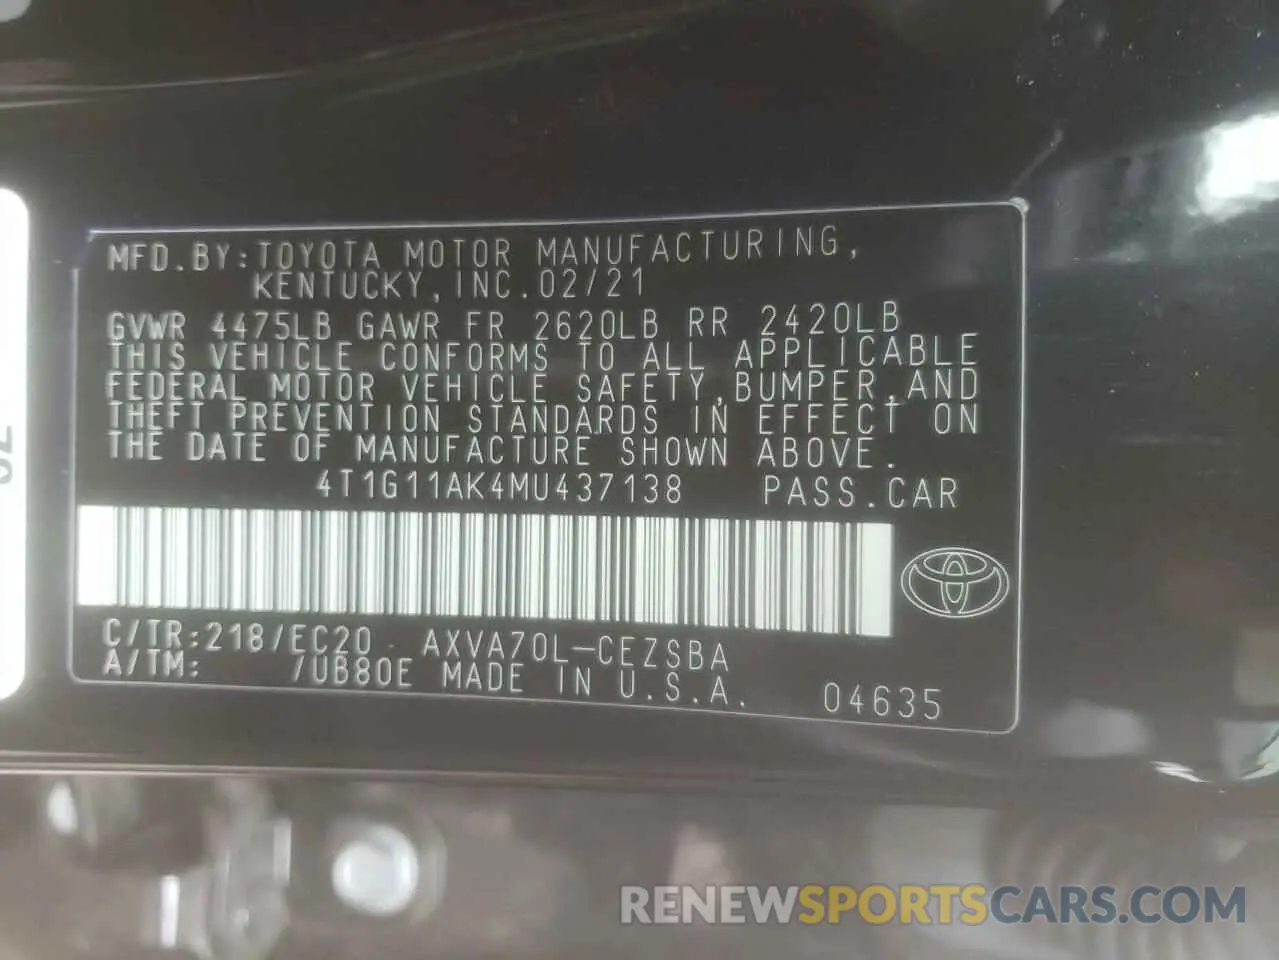 MFD.BY:TOYOTA MOTOR MANUFACTURING,
KENTUCKY,INC.02/21
GVWR 4475LB GAWR FR 2620LB RR 2420LB
THIS VEHICLE CONFORMS TO ALL APPLICABLE
FEDERAL MOTOR VEHICLE SAFETY,BUMPER,AND
THEFT PREVENTION STANDARDS IN EFFECT ON
THE DATE OF MANUFACTURE SHOWN ABOVE.
4T1G11AK4MU437138 PASS.CAR
C/TR:218/EC20 AXVA70L-CEZSBA
A/TM: /UB80E MADE IN U.S.A.
04635
RENEWSPORTSCARS.COM